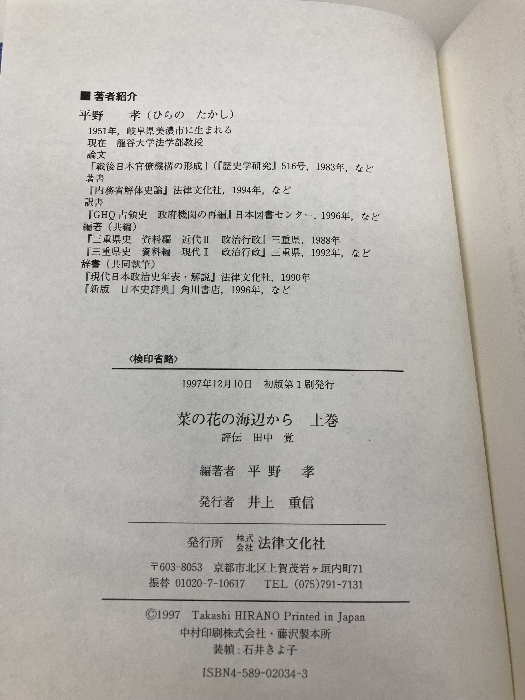 ■著者紹介
平野 孝（ひらの たかし）
1951年，岐阜県美濃市に生まれる
現在 龍谷大学法学部教授
論文
「戦後日本官僚機構の形成」（『歴史学研究』516号，1983年，など
著書
『内務省解体史論』法律文化社，1994年，など
訳書
『GHQ占領史 政府機関の再編』日本図書センター，1996年，など
編著（共編）
『三重県史 資料編 近代Ⅱ 政治行政』三重県，1988年
『三重県史 資料編 現代Ⅰ 政治行政』三重県，1992年，など
辞書（共同執筆）
『現代日本政治史年表・解説』法律文化社，1990年
『新版 日本史辞典』角川書店，1996年，など
〈検印省略〉
1997年12月10日 初版第1刷発行
菜の花の海辺から 上巻
評伝 田中 覚
編著者 平野 孝
発行者 井上 重信
発行所 株式会社 法律文化社
〒603-8053 京都市北区上賀茂岩ヶ垣内町71
振替 01020-7-10617 TEL (075)791-7131
©1997 Takashi HIRANO Printed in Japan
中村印刷株式会社・藤沢製本所
装幀：石井きよ子
ISBN4-589-02034-3